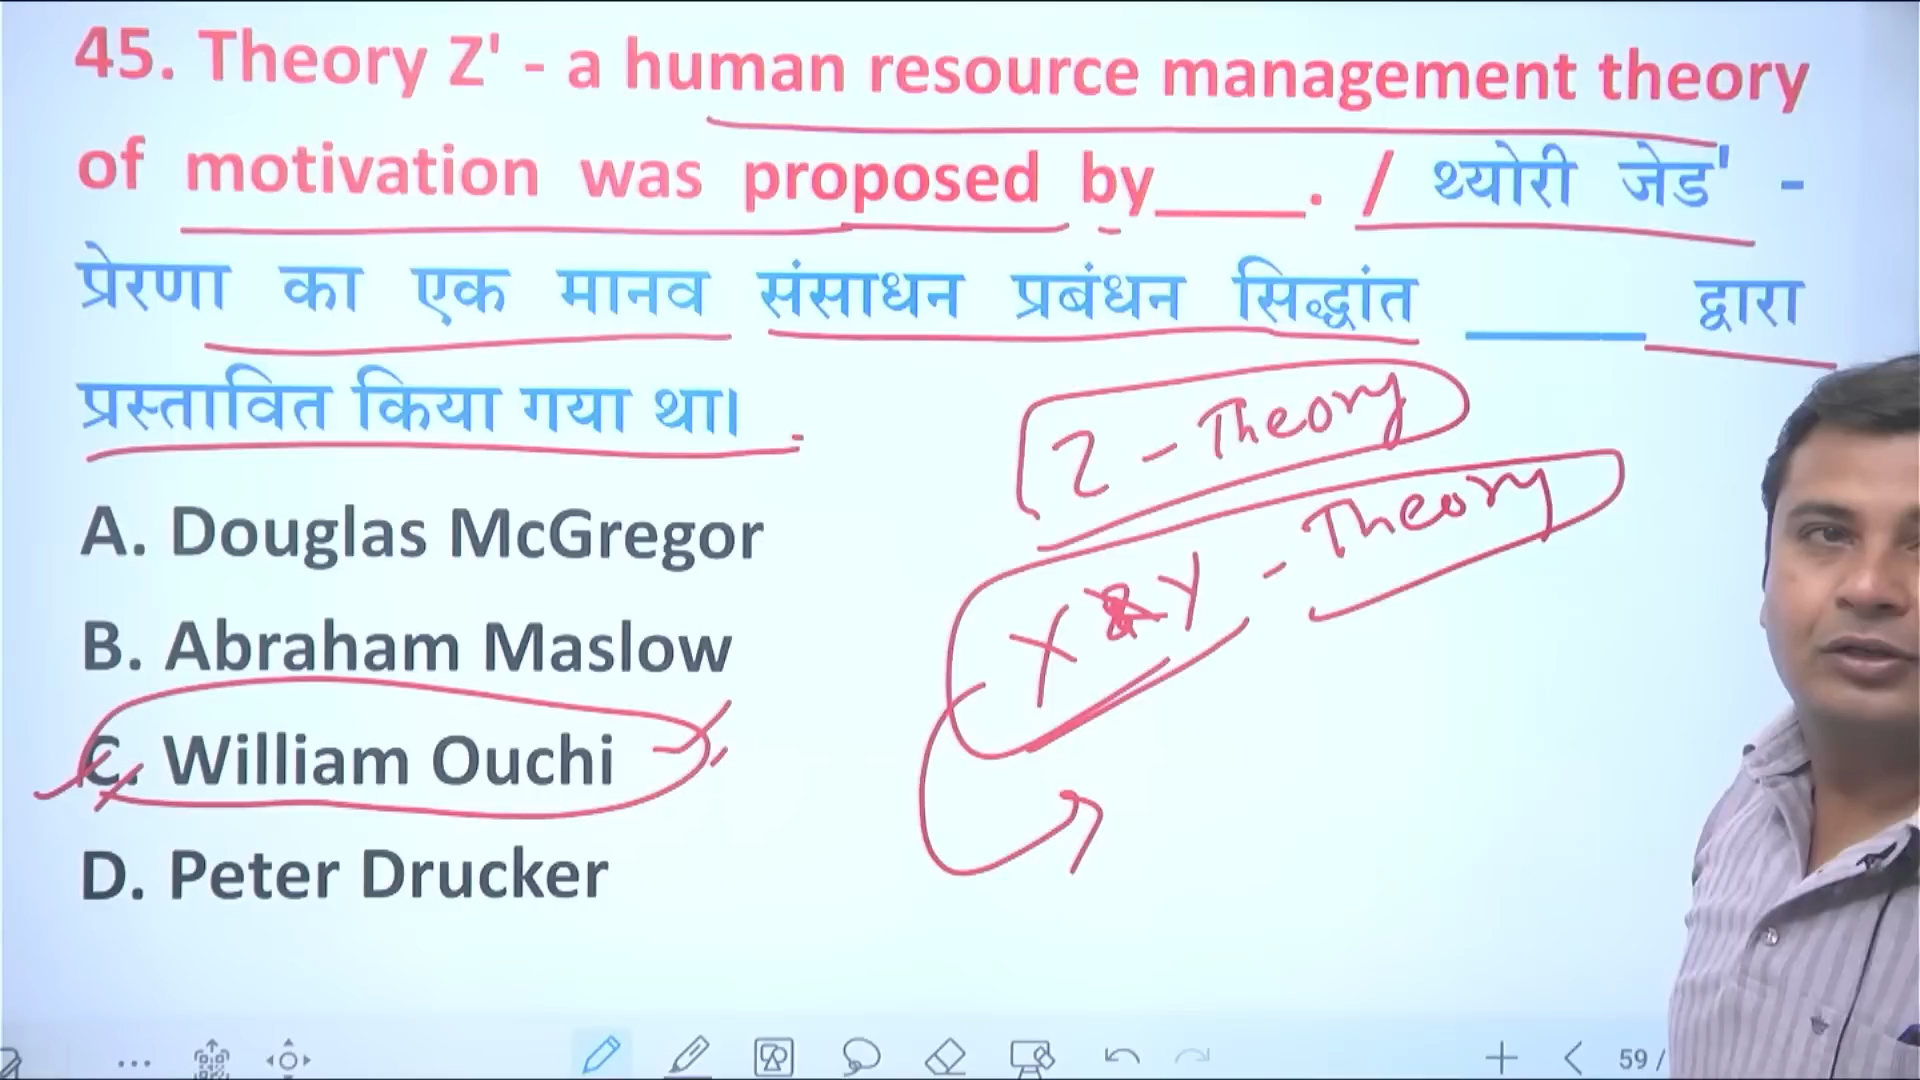 45. Theory Z' - a human resource management theory
of motivation was proposed by____. / थ्योरी जेड' -
प्रेरणा का एक मानव संसाधन प्रबंधन सिद्धांत _____ द्वारा
प्रस्तावित किया गया था।
Z - Theory
X & Y - Theory
A. Douglas McGregor
B. Abraham Maslow
C. William Ouchi
D. Peter Drucker
59 /